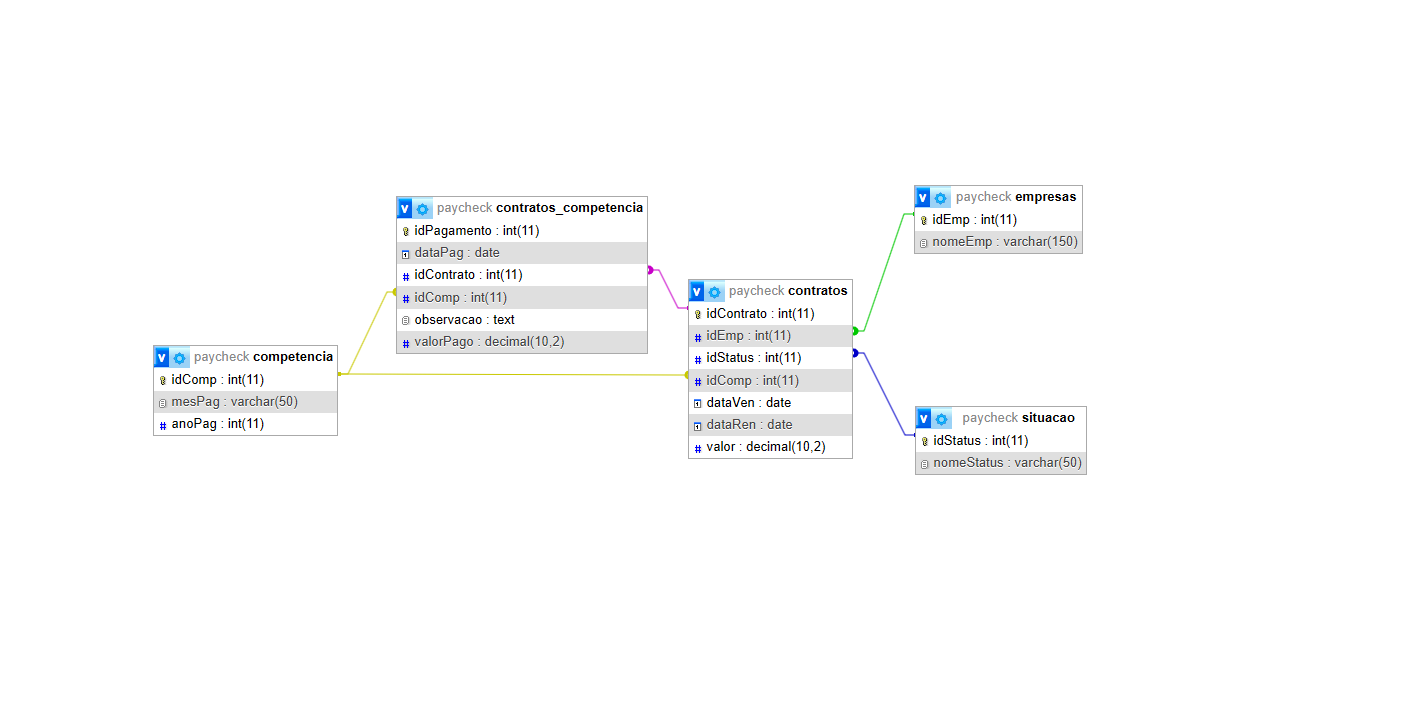 paycheck contratos_competencia
idPagamento : int(11)
dataPag : date
idContrato : int(11)
idComp : int(11)
observacao : text
valorPago : decimal(10,2)
paycheck empresas
idEmp : int(11)
nomeEmp : varchar(150)
paycheck contratos
idContrato : int(11)
idEmp : int(11)
idStatus : int(11)
idComp : int(11)
dataVen : date
dataRen : date
valor : decimal(10,2)
paycheck competencia
idComp : int(11)
mesPag : varchar(50)
anoPag : int(11)
paycheck situacao
idStatus : int(11)
nomeStatus : varchar(50)